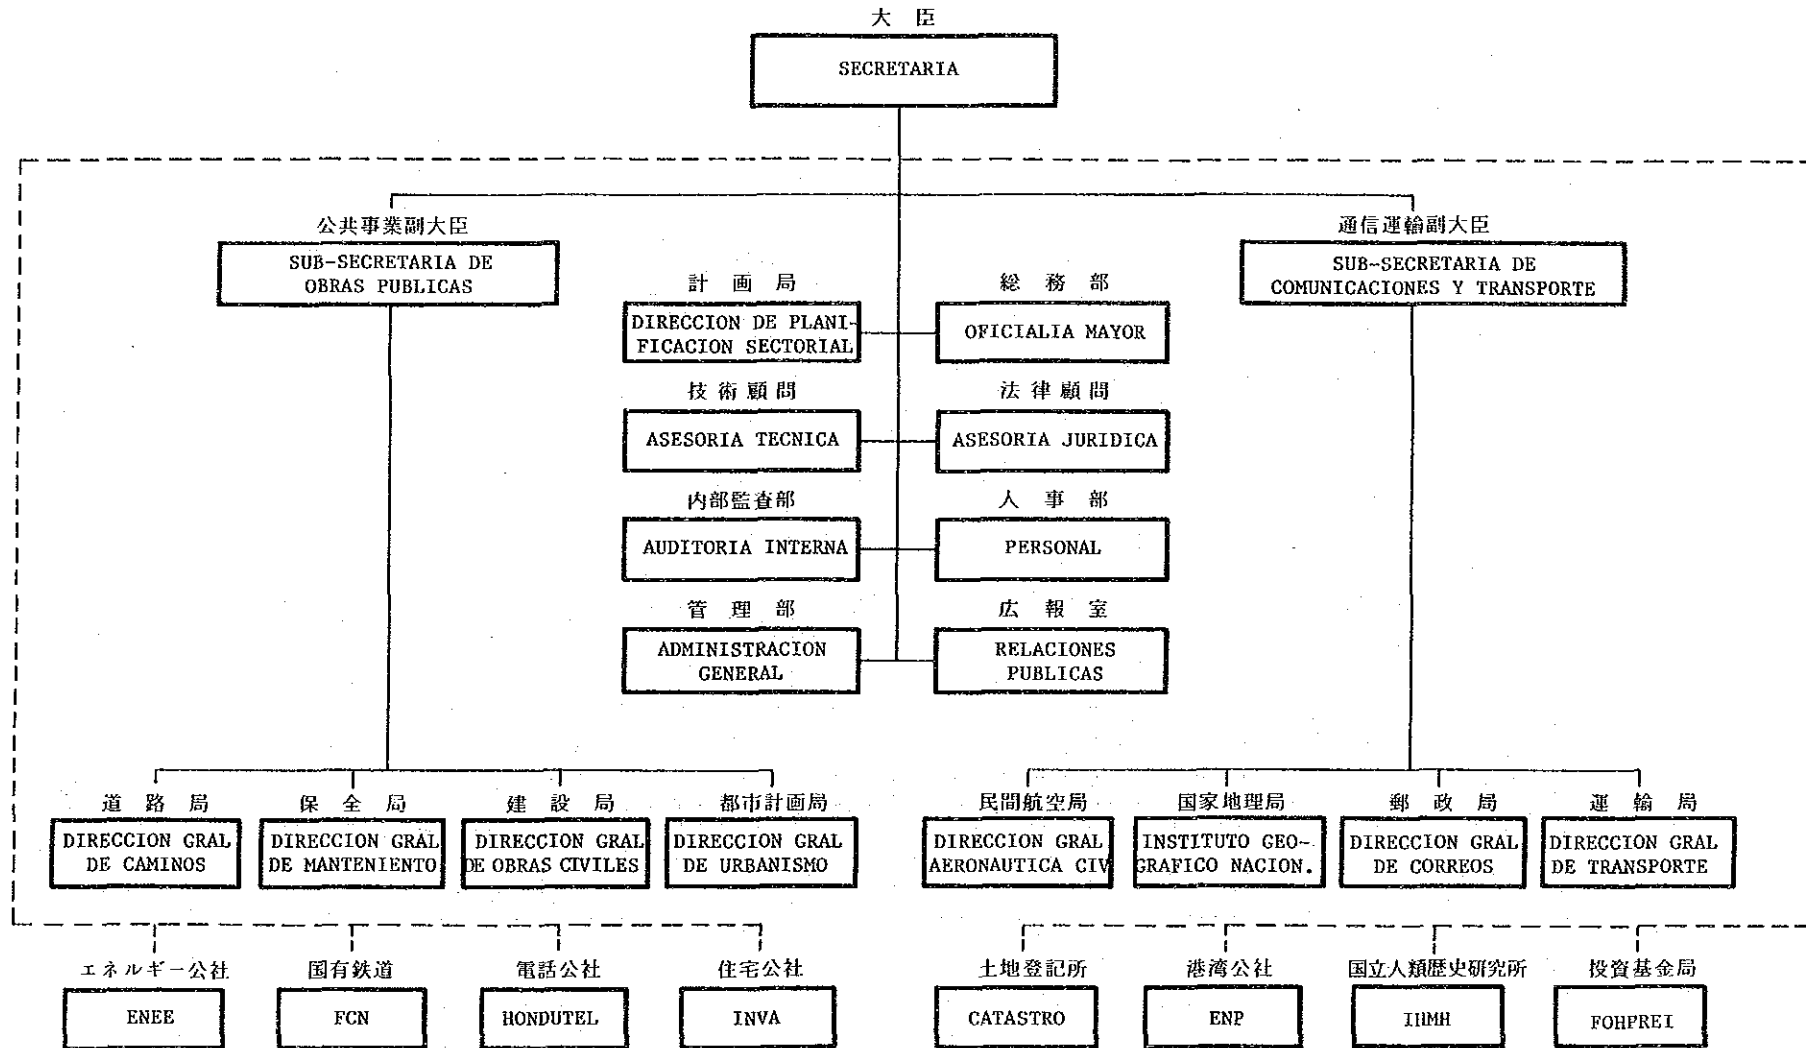 大臣
SECRETARIA
公共事業副大臣
SUB-SECRETARIA DE
OBRAS PUBLICAS
通信運輸副大臣
SUB-SECRETARIA DE
COMUNICACIONES Y TRANSPORTE
計画局
DIRECCION DE PLANI-
FICACION SECTORIAL
総務部
OFICIALIA MAYOR
技術顧問
ASESORIA TECNICA
法律顧問
ASESORIA JURIDICA
内部監査部
AUDITORIA INTERNA
人事部
PERSONAL
管理部
ADMINISTRACION
GENERAL
広報室
RELACIONES
PUBLICAS
道路局
DIRECCION GRAL
DE CAMINOS
保全局
DIRECCION GRAL
DE MANTENIENTO
建設局
DIRECCION GRAL
DE OBRAS CIVILES
都市計画局
DIRECCION GRAL
DE URBANISMO
民間航空局
DIRECCION GRAL
AERONAUTICA CIV
国家地理局
INSTITUTO GEO-
GRAFICO NACION.
郵政局
DIRECCION GRAL
DE CORREOS
運輸局
DIRECCION GRAL
DE TRANSPORTE
エネルギー公社
ENEE
国有鉄道
FCN
電話公社
HONDUTEL
住宅公社
INVA
土地登記所
CATASTRO
港湾公社
ENP
国立人類歴史研究所
IHMH
投資基金局
FOHPREI